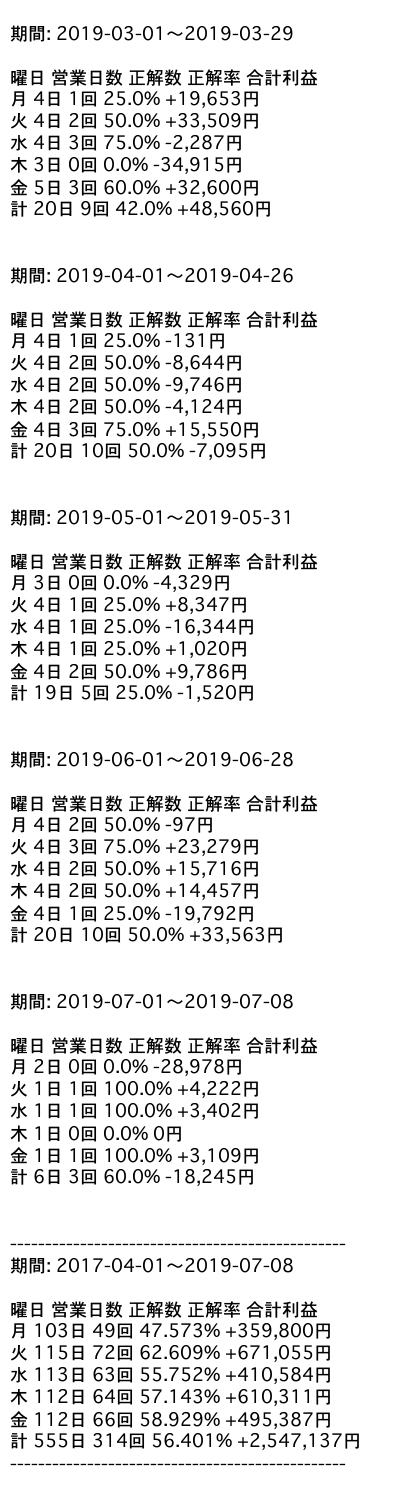 期間: 2019-03-01〜2019-03-29
曜日 営業日数 正解数 正解率 合計利益
月 4日 1回 25.0% +19,653円
火 4日 2回 50.0% +33,509円
水 4日 3回 75.0% -2,287円
木 3日 0回 0.0% -34,915円
金 5日 3回 60.0% +32,600円
計 20日 9回 42.0% +48,560円
期間: 2019-04-01〜2019-04-26
曜日 営業日数 正解数 正解率 合計利益
月 4日 1回 25.0% -131円
火 4日 2回 50.0% -8,644円
水 4日 2回 50.0% -9,746円
木 4日 2回 50.0% -4,124円
金 4日 3回 75.0% +15,550円
計 20日 10回 50.0% -7,095円
期間: 2019-05-01〜2019-05-31
曜日 営業日数 正解数 正解率 合計利益
月 3日 0回 0.0% -4,329円
火 4日 1回 25.0% +8,347円
水 4日 1回 25.0% -16,344円
木 4日 1回 25.0% +1,020円
金 4日 2回 50.0% +9,786円
計 19日 5回 25.0% -1,520円
期間: 2019-06-01〜2019-06-28
曜日 営業日数 正解数 正解率 合計利益
月 4日 2回 50.0% -97円
火 4日 3回 75.0% +23,279円
水 4日 2回 50.0% +15,716円
木 4日 2回 50.0% +14,457円
金 4日 1回 25.0% -19,792円
計 20日 10回 50.0% +33,563円
期間: 2019-07-01〜2019-07-08
曜日 営業日数 正解数 正解率 合計利益
月 2日 0回 0.0% -28,978円
火 1日 1回 100.0% +4,222円
水 1日 1回 100.0% +3,402円
木 1日 0回 0.0% 0円
金 1日 1回 100.0% +3,109円
計 6日 3回 60.0% -18,245円
------------------------------------------------
期間: 2017-04-01〜2019-07-08
曜日 営業日数 正解数 正解率 合計利益
月 103日 49回 47.573% +359,800円
火 115日 72回 62.609% +671,055円
水 113日 63回 55.752% +410,584円
木 112日 64回 57.143% +610,311円
金 112日 66回 58.929% +495,387円
計 555日 314回 56.401% +2,547,137円
------------------------------------------------